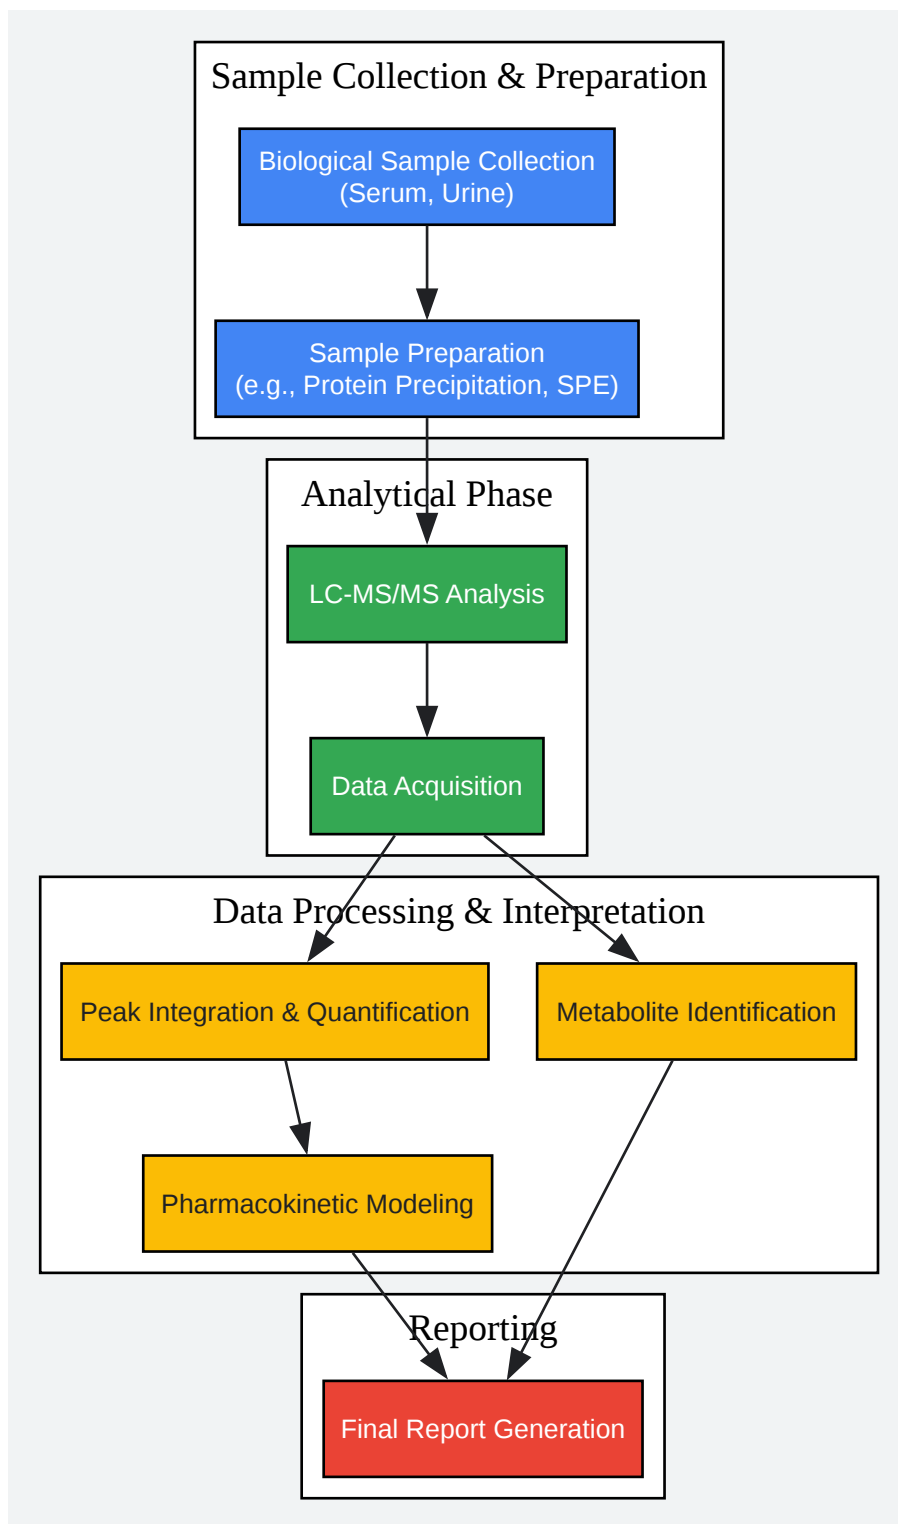 Sample Collection & Preparation
Biological Sample Collection
(Serum, Urine)
Sample Preparation
(e.g., Protein Precipitation, SPE)
Analytical Phase
LC-MS/MS Analysis
Data Acquisition
Data Processing & Interpretation
Peak Integration & Quantification
Metabolite Identification
Pharmacokinetic Modeling
Reporting
Final Report Generation